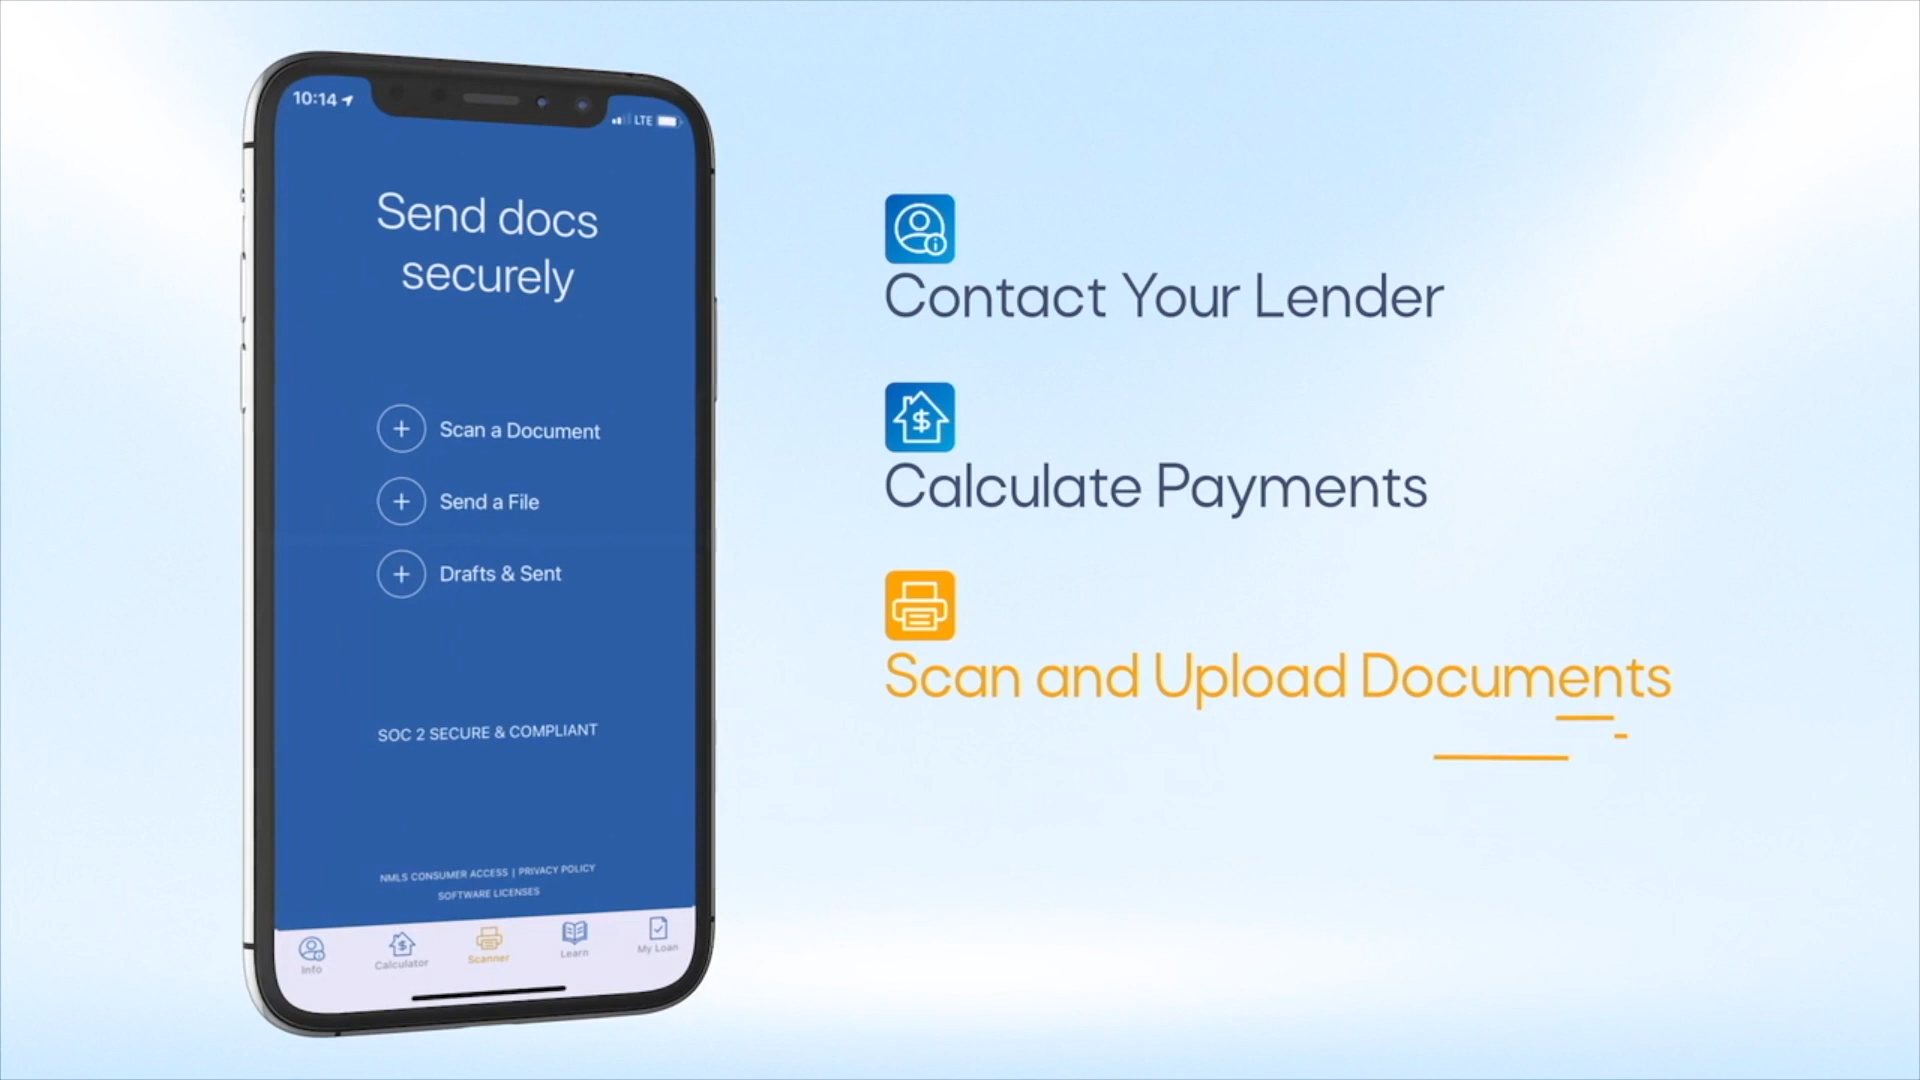 10:14
LTE
Send docs
securely
Scan a Document
Send a File
Drafts & Sent
SOC 2 SECURE & COMPLIANT
NMLS CONSUMER ACCESS | PRIVACY POLICY
SOFTWARE LICENSES
Info
Calculator
Scanner
Learn
My Loan
Contact Your Lender
Calculate Payments
Scan and Upload Documents